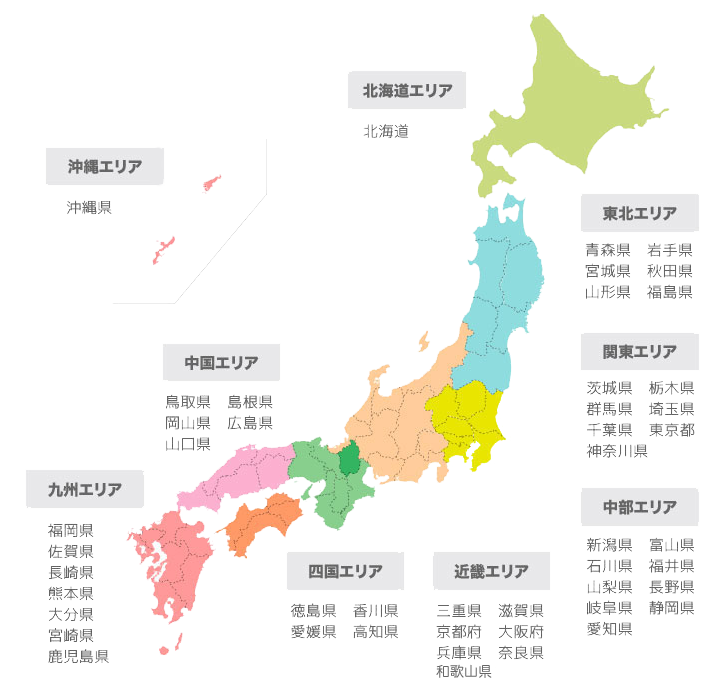 北海道エリア
北海道
沖縄エリア
沖縄県
東北エリア
青森県 岩手県
宮城県 秋田県
山形県 福島県
関東エリア
茨城県 栃木県
群馬県 埼玉県
千葉県 東京都
神奈川県
中国エリア
鳥取県 島根県
岡山県 広島県
山口県
九州エリア
福岡県
佐賀県
長崎県
熊本県
大分県
宮崎県
鹿児島県
四国エリア
徳島県 香川県
愛媛県 高知県
近畿エリア
三重県 滋賀県
京都府 大阪府
兵庫県 奈良県
和歌山県
中部エリア
新潟県 富山県
石川県 福井県
山梨県 長野県
岐阜県 静岡県
愛知県